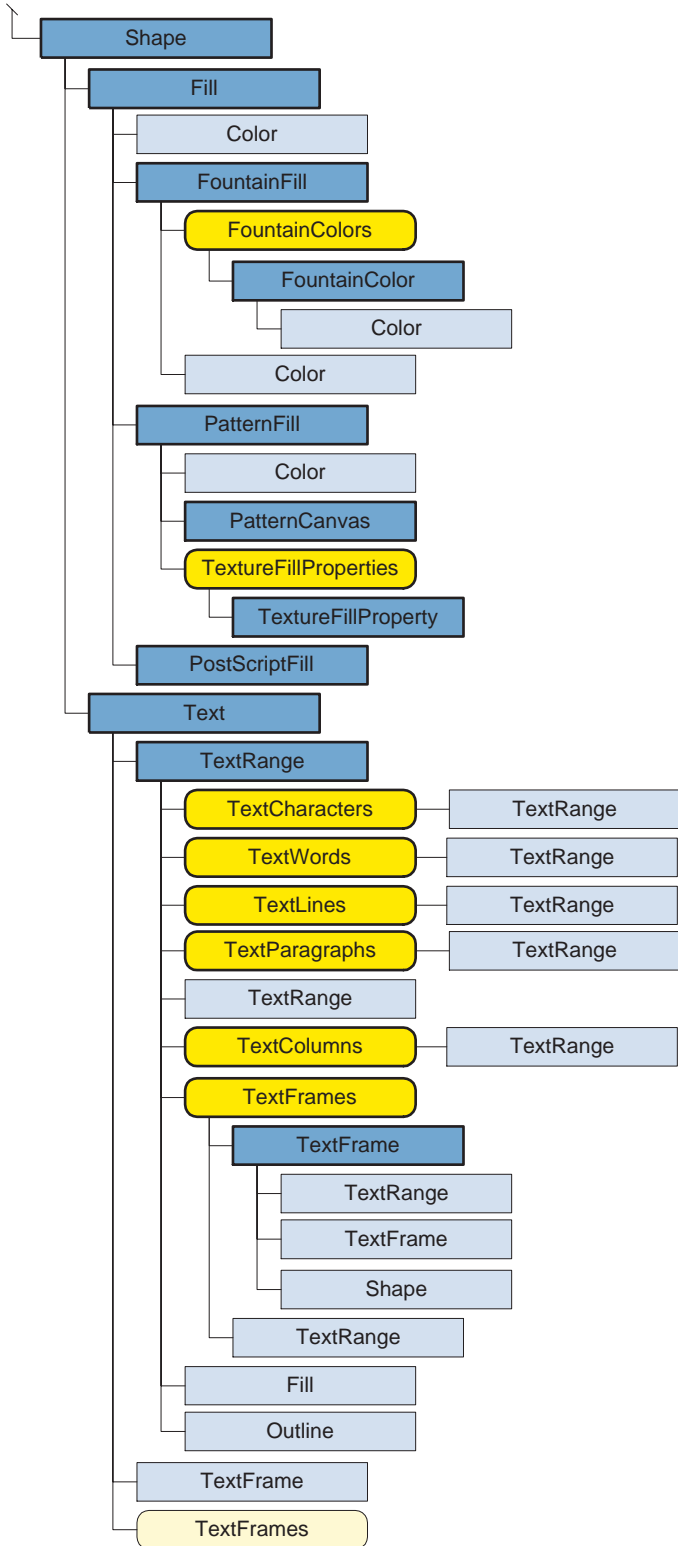 Shape
Fill
Color
FountainFill
FountainColors
FountainColor
Color
Color
PatternFill
Color
PatternCanvas
TextureFillProperties
TextureFillProperty
PostScriptFill
Text
TextRange
TextCharacters TextRange
TextWords TextRange
TextLines TextRange
TextParagraphs TextRange
TextRange
TextColumns TextRange
TextFrames
TextFrame
TextRange
TextFrame
Shape
TextRange
Fill
Outline
TextFrame
TextFrames